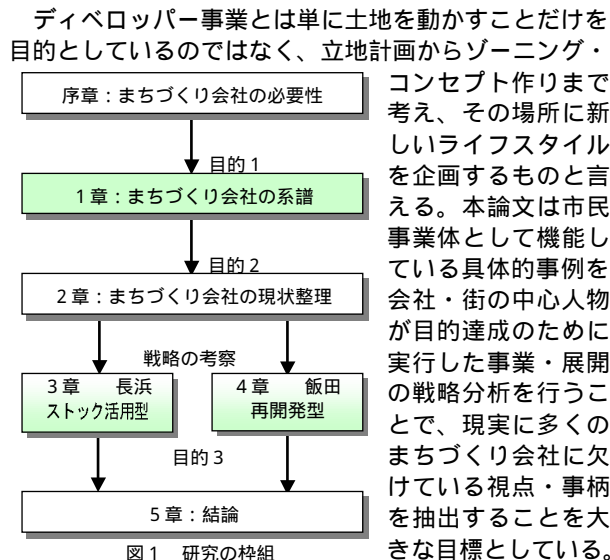 ディベロッパー事業とは単に土地を動かすことだけを
目的としているのではなく、立地計画からゾーニング・
コンセプト作りまで
考え、その場所に新
しいライフスタイル
を企画するものと言
える。本論文は市民
事業体として機能し
ている具体的事例を
会社・街の中心人物
が目的達成のために
実行した事業・展開
の戦略分析を行うこ
とで、現実に多くの
まちづくり会社に欠
けている視点・事柄
を抽出することを大
きな目標としている。
序章：まちづくり会社の必要性
目的1
1章：まちづくり会社の系譜
目的2
2章：まちづくり会社の現状整理
戦略の考察
3章 長浜
ストック活用型
4章 飯田
再開発型
目的3
5章：結論
図1 研究の枠組